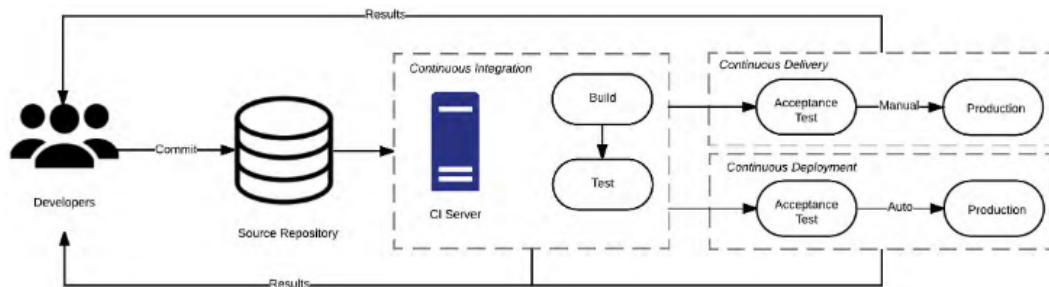 Results
Continuous Integration
Continuous Delivery
Build
Acceptance
Test
Manual
Production
Commit
Continuous Deployment
Test
Developers
CI Server
Acceptance
Test
Auto
Production
Source Repository
Results